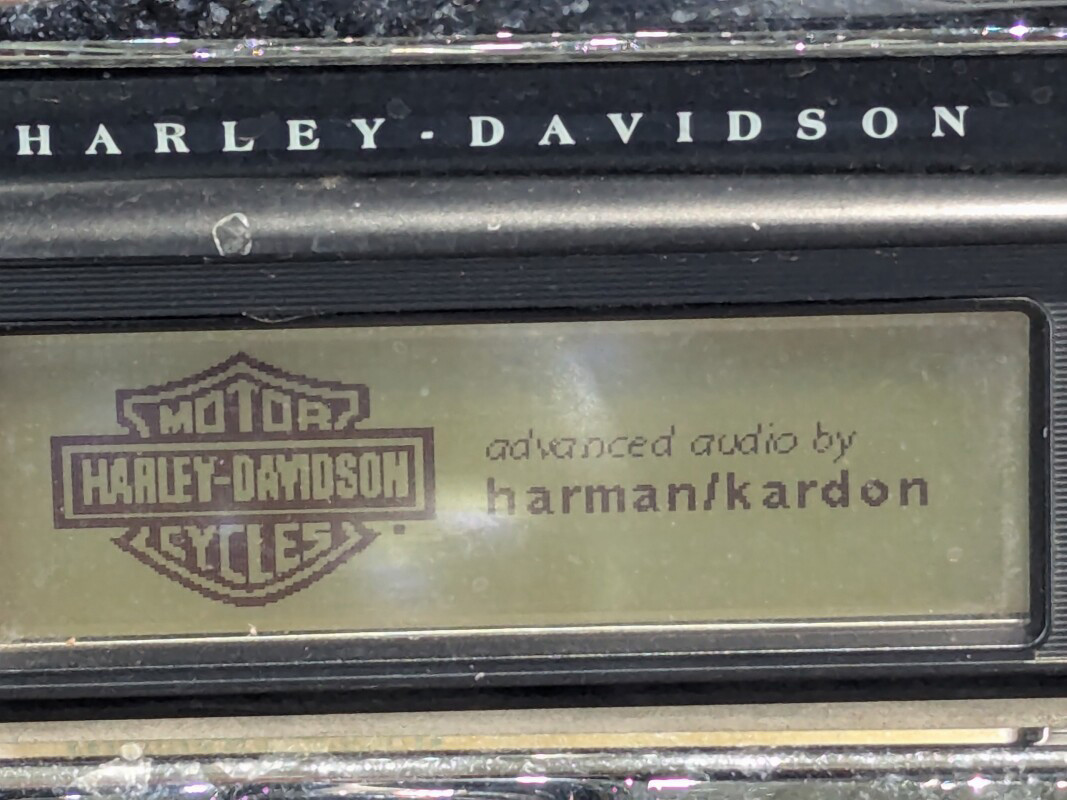 HARLEY-DAVIDSON
MOTOR
HARLEY-DAVIDSON
CYCLES
advanced audio by
harman/kardon